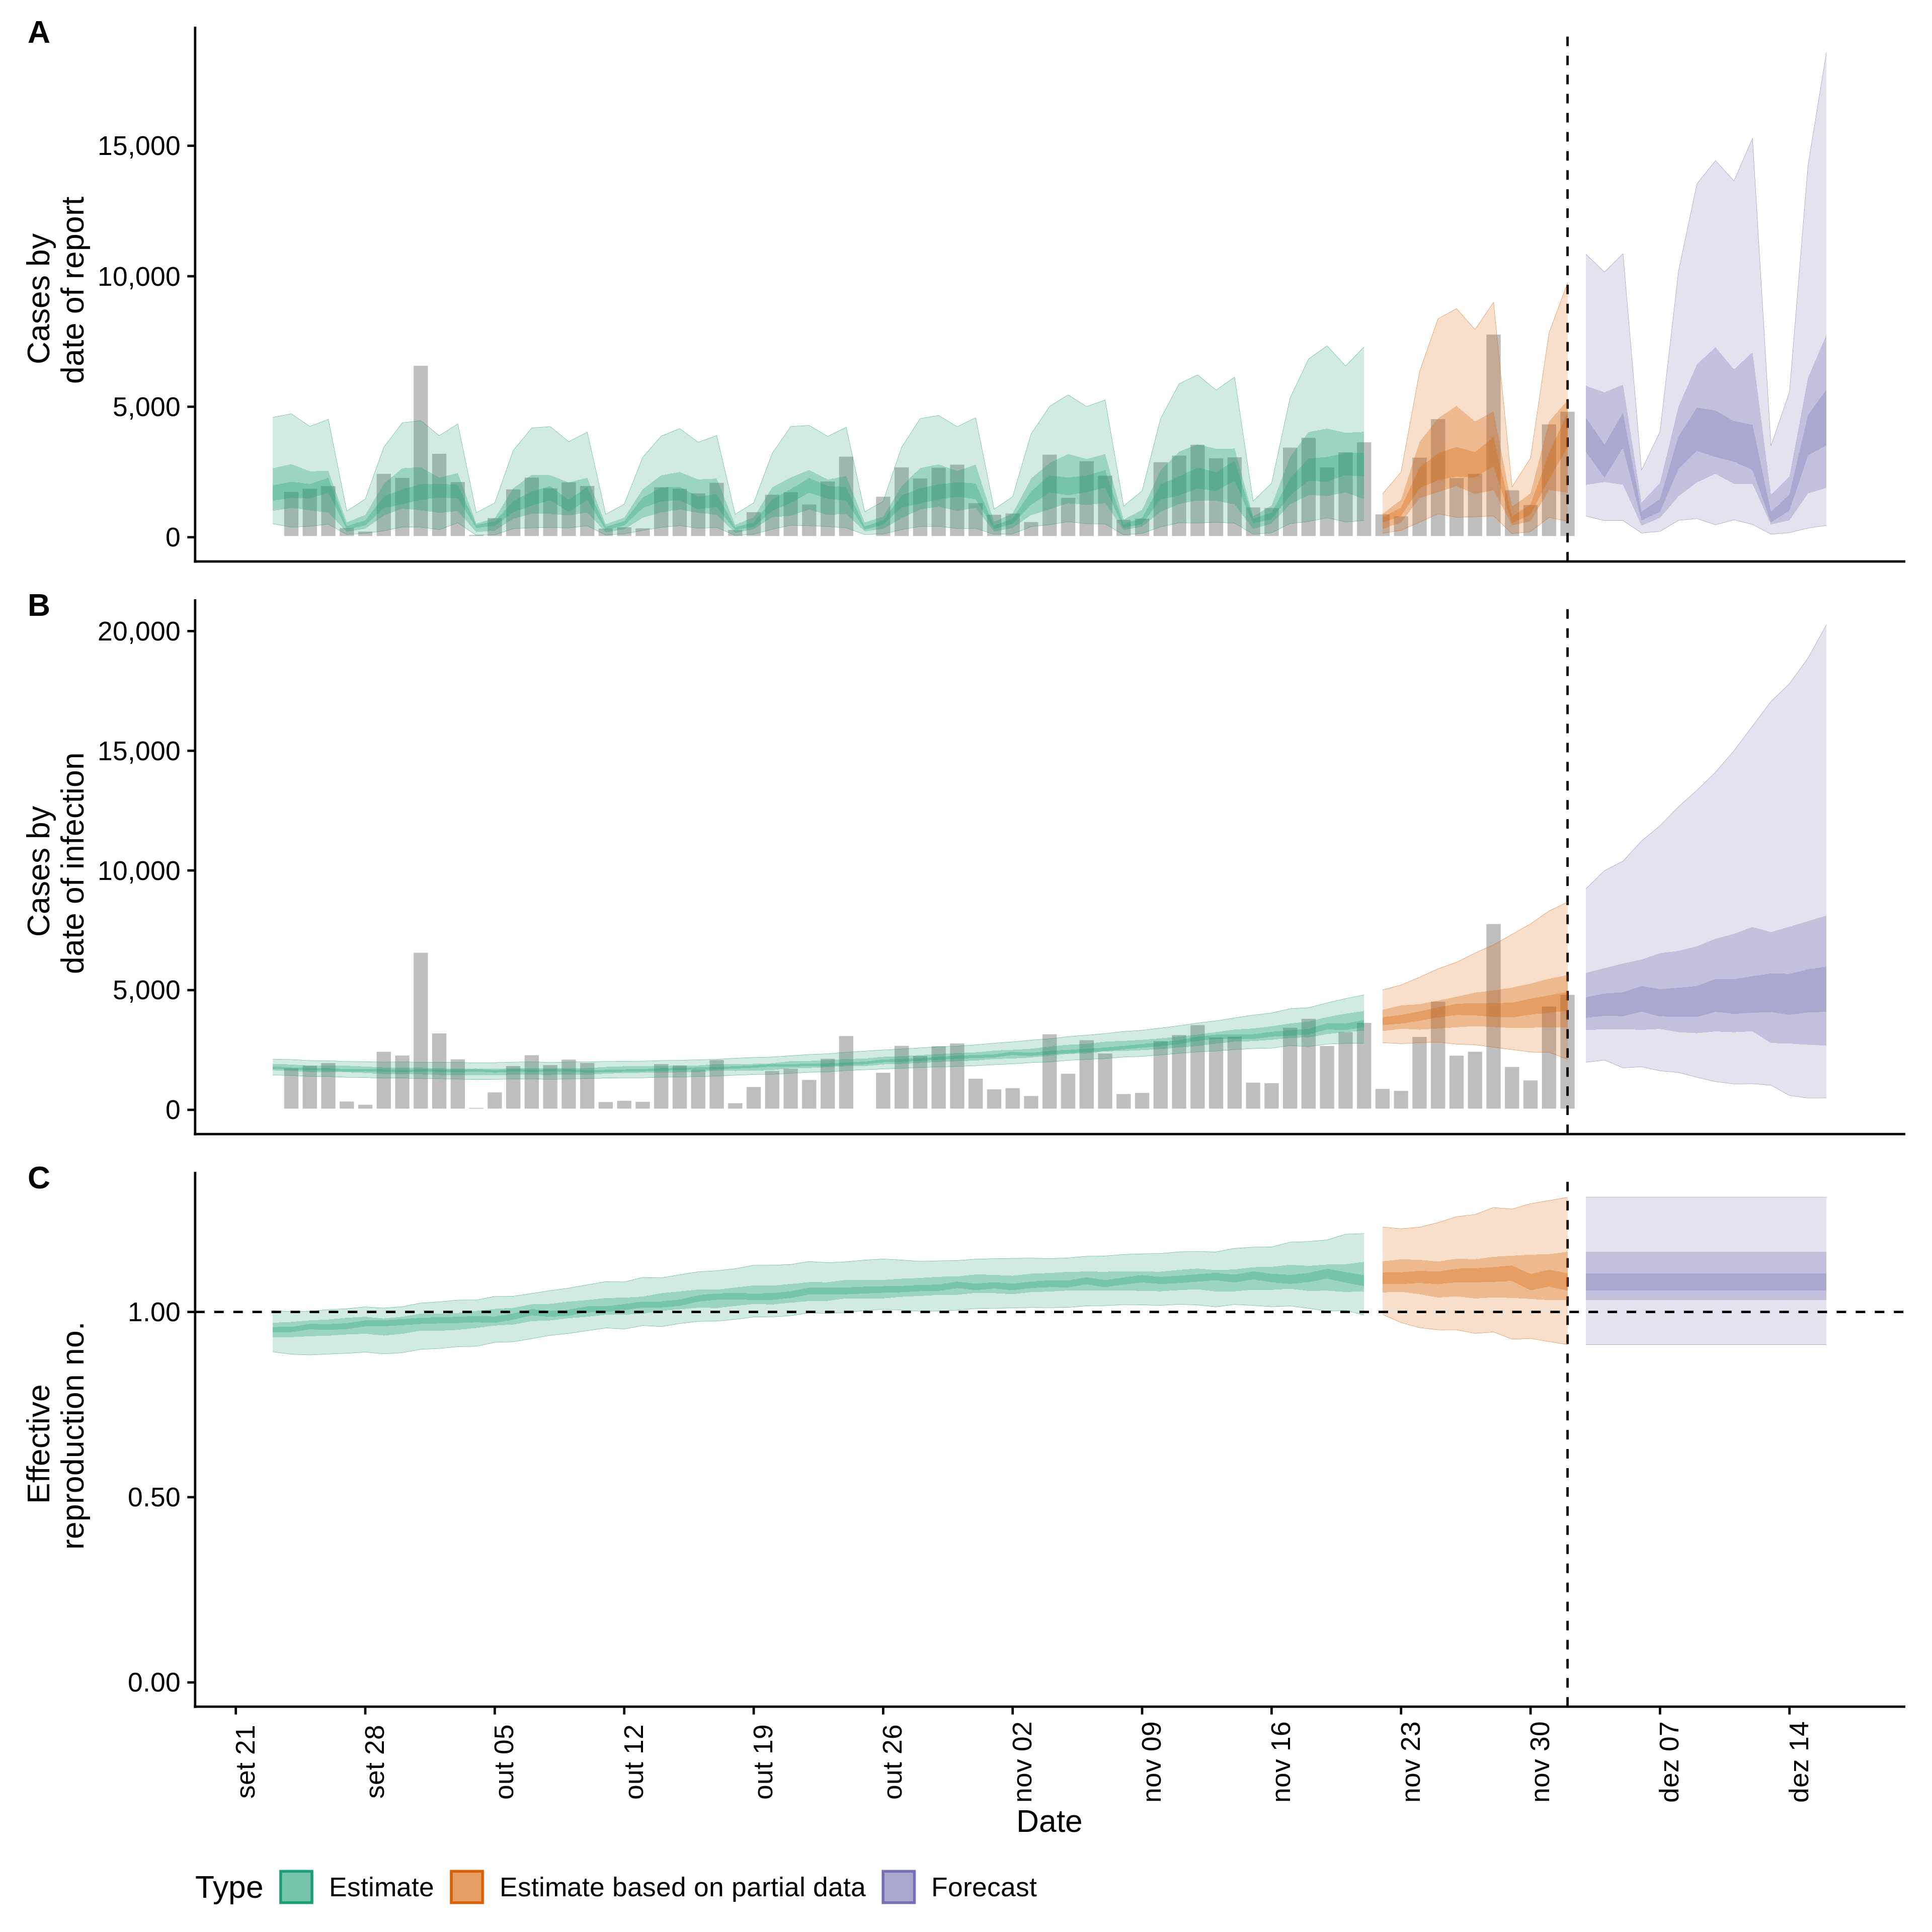 A
15,000
10,000
5,000
0
Cases by
date of report
B
20,000
15,000
10,000
5,000
0
Cases by
date of infection
C
1.00
0.50
0.00
Effective
reproduction no.
set 21
set 28
out 05
out 12
out 19
out 26
nov 02
nov 09
nov 16
nov 23
nov 30
dez 07
dez 14
Date
Type Estimate Estimate based on partial data Forecast